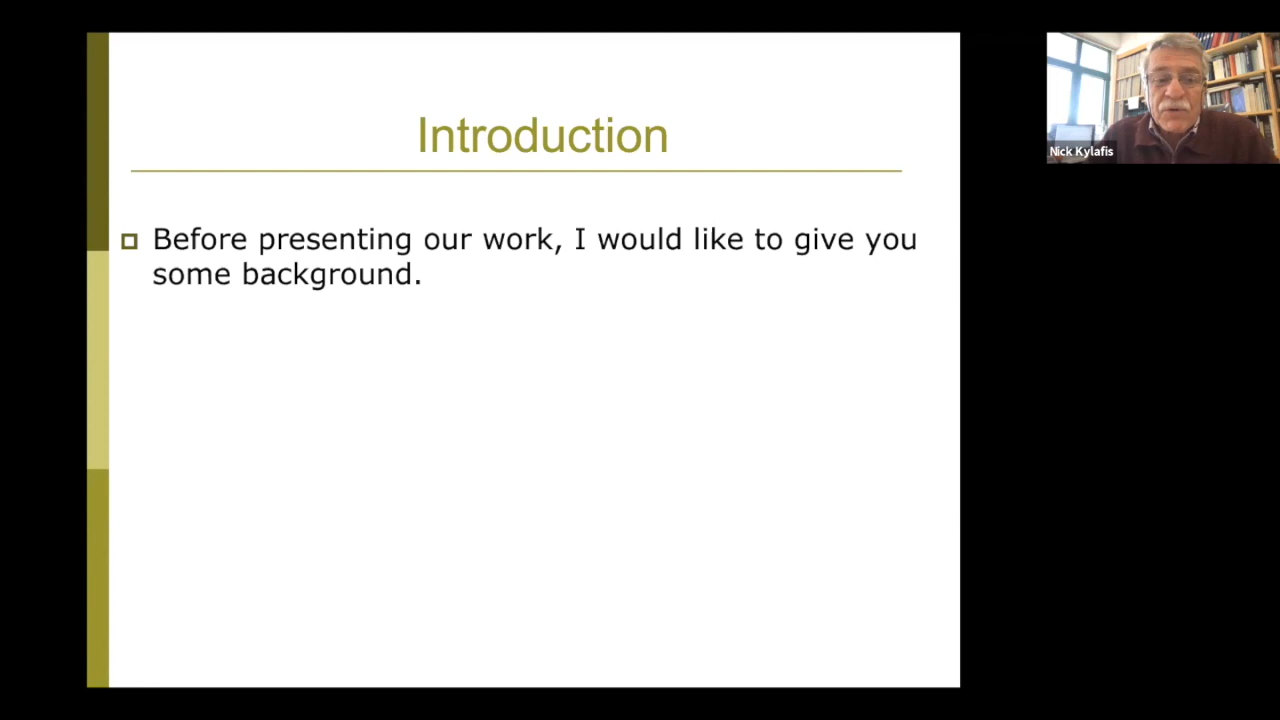 Introduction
Before presenting our work, I would like to give you
some background.
Nick Kylafis